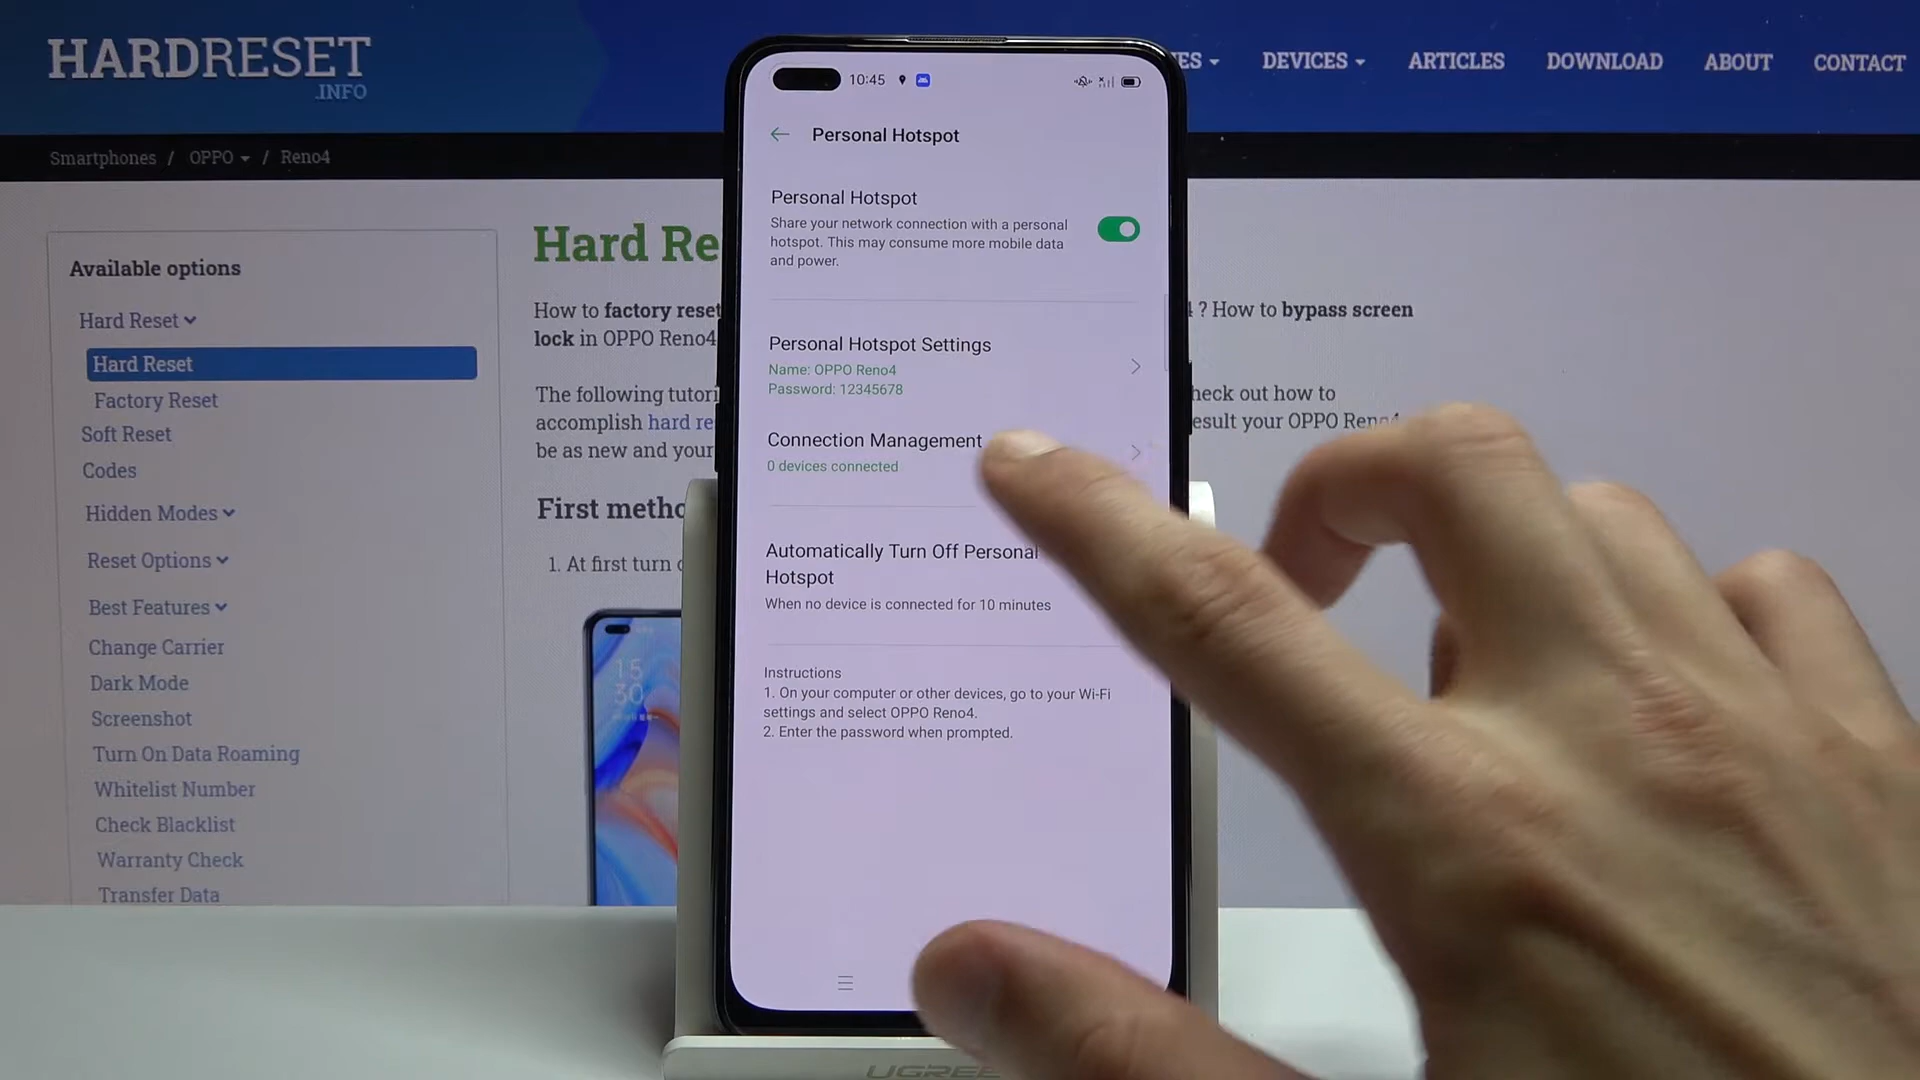 HARDRESET
.INFO
DEVICES
ARTICLES
DOWNLOAD
ABOUT
CONTACT
Smartphones / OPPO / Reno4
Available options
Hard Reset
Hard Reset
Factory Reset
Soft Reset
Codes
Hidden Modes
Reset Options
Best Features
Change Carrier
Dark Mode
Screenshot
Turn On Data Roaming
Whitelist Number
Check Blacklist
Warranty Check
Transfer Data
Hard Re
How to factory reset
? How to bypass screen
lock in OPPO Reno4
The following tutori
heck out how to
accomplish hard re
esult your OPPO Reno4
be as new and your
First metho
1. At first turn
15
30
10:45
Personal Hotspot
Personal Hotspot
Share your network connection with a personal
hotspot. This may consume more mobile data
and power.
Personal Hotspot Settings
Name: OPPO Reno4
Password: 12345678
Connection Management
0 devices connected
Automatically Turn Off Personal
Hotspot
When no device is connected for 10 minutes
Instructions
1. On your computer or other devices, go to your Wi-Fi
settings and select OPPO Reno4.
2. Enter the password when prompted.
UGREE